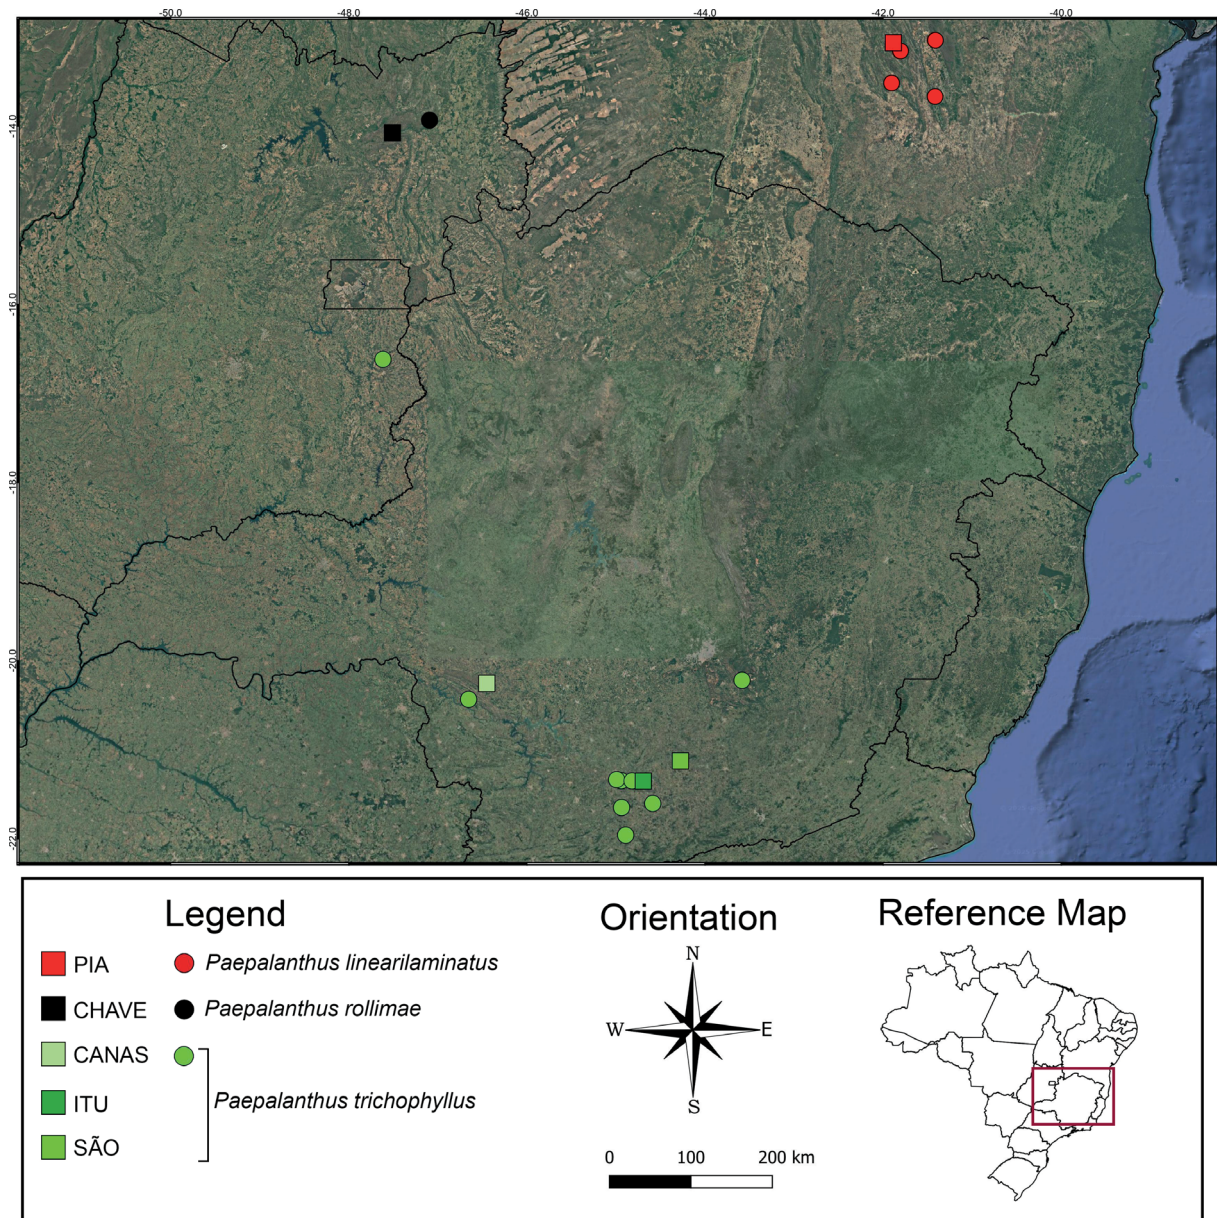 -50.0 -48.0 -46.0 -44.0 -42.0 -40.0
-14.0
-16.0
-18.0
-20.0
-22.0
Legend
PIA Paepalanthus linearilaminatus
CHAVE Paepalanthus rollimae
CANAS
ITU Paepalanthus trichophyllus
SÃO
Orientation
N
W E
S
0 100 200 km
Reference Map